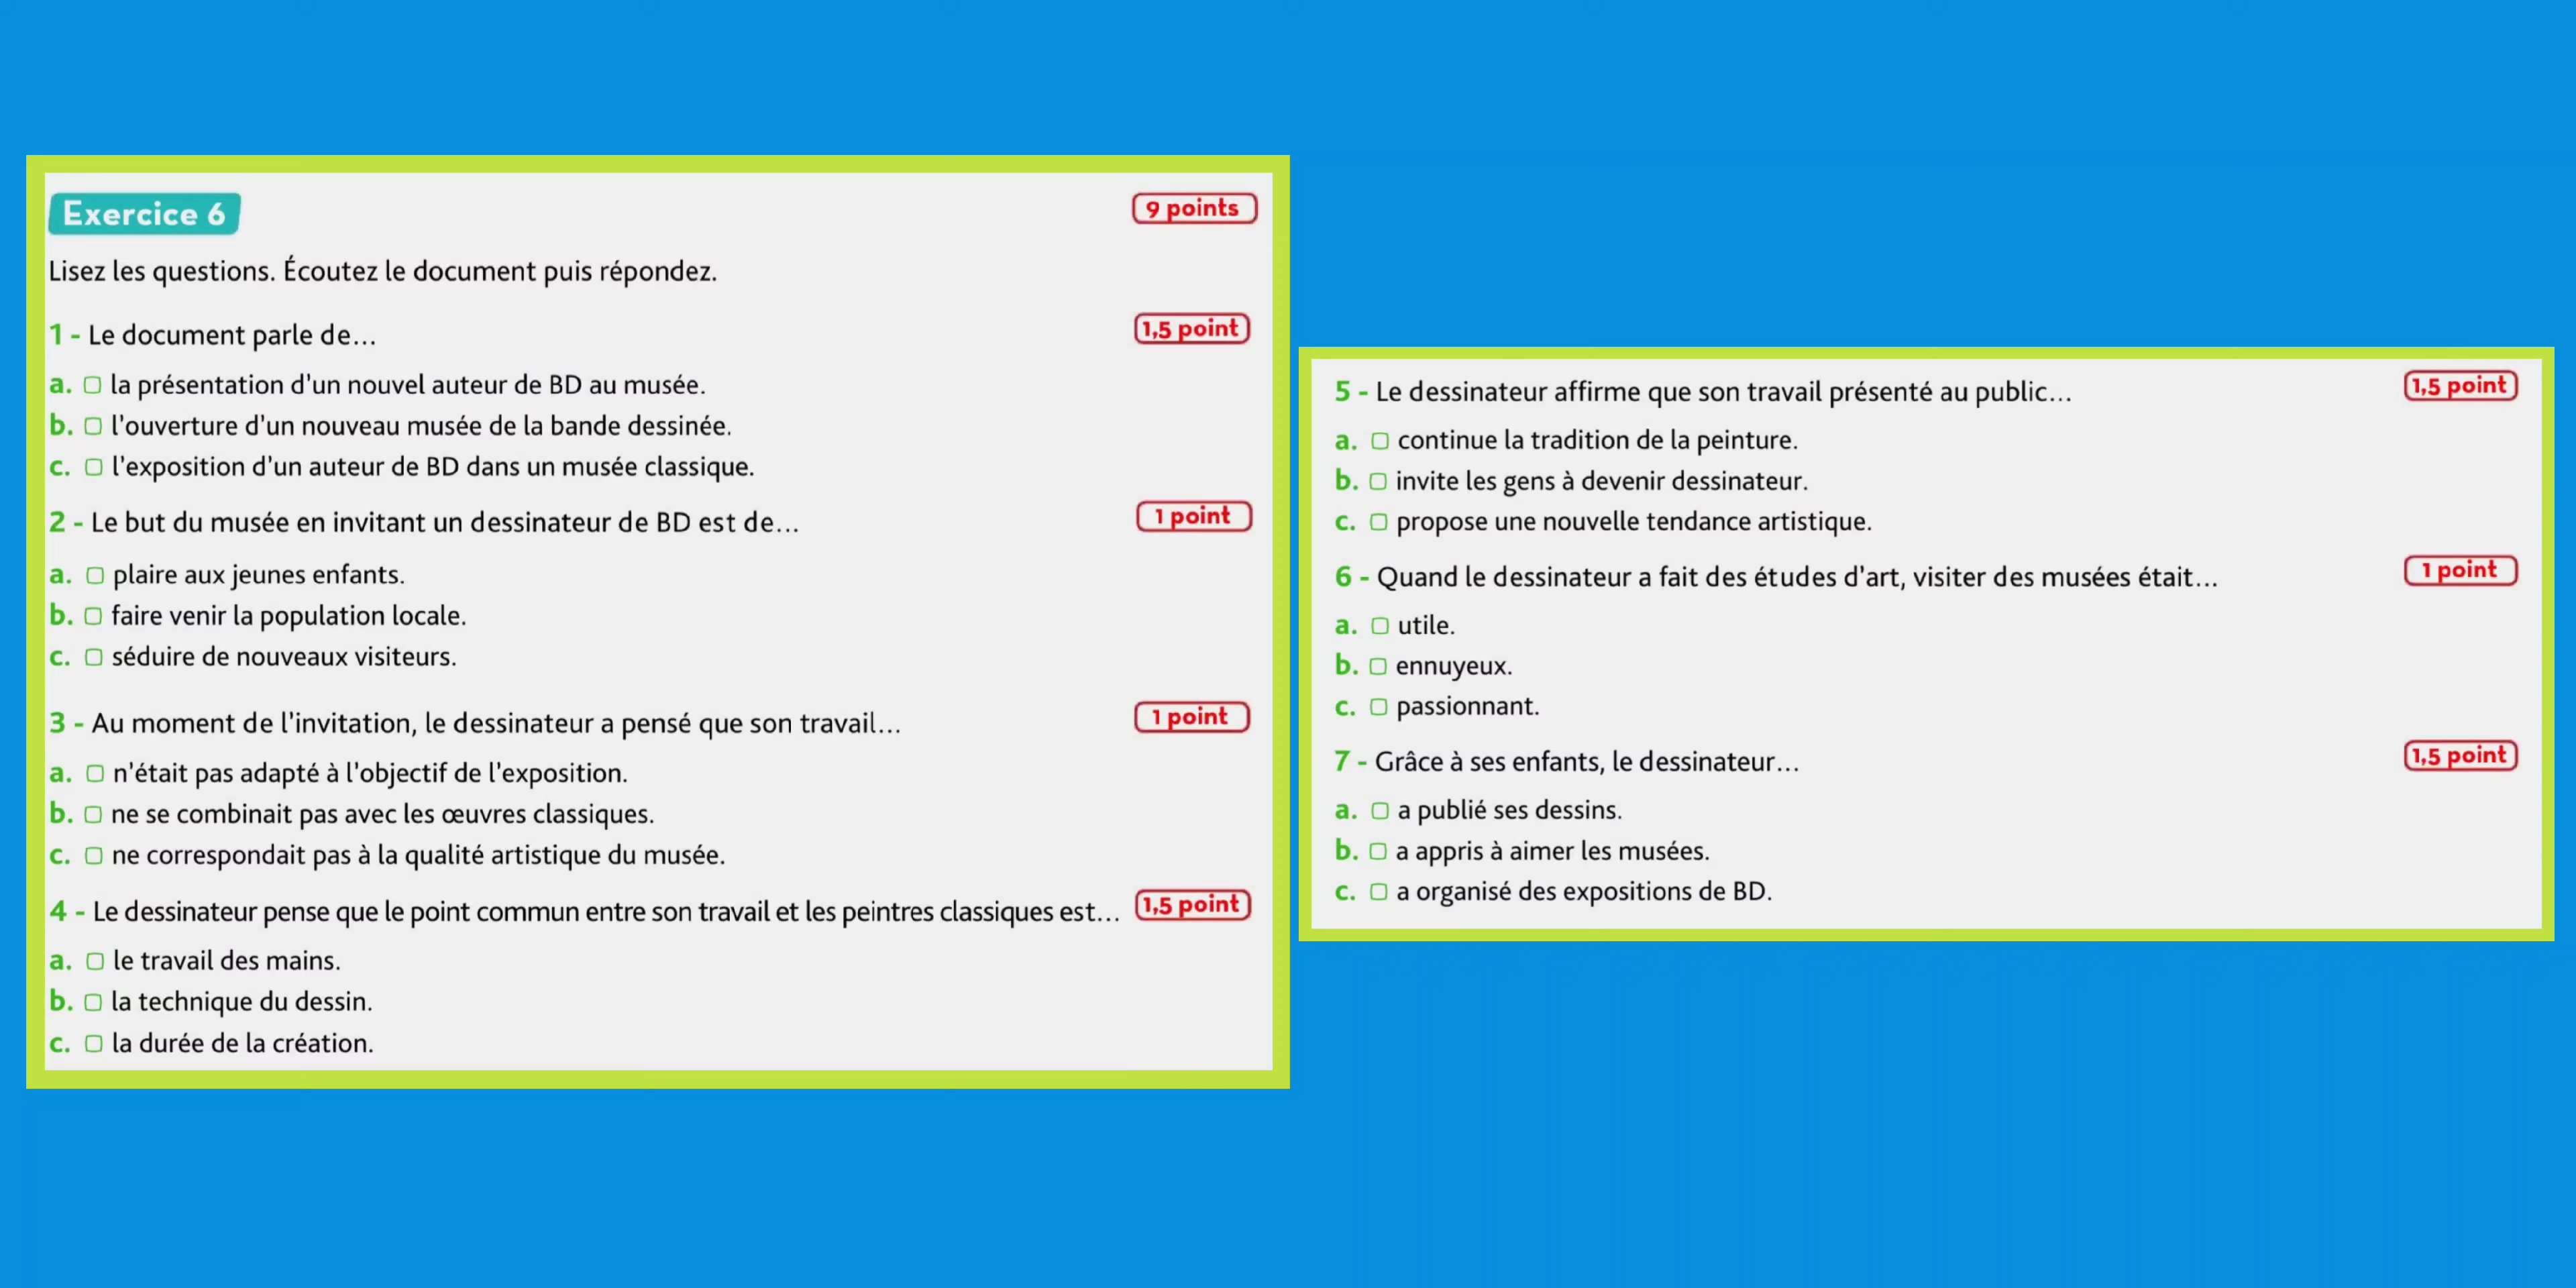 Exercice 6
9 points
Lisez les questions. Écoutez le document puis répondez.
1 - Le document parle de...
1,5 point
a. la présentation d'un nouvel auteur de BD au musée.
b. l'ouverture d'un nouveau musée de la bande dessinée.
c. l'exposition d'un auteur de BD dans un musée classique.
2 - Le but du musée en invitant un dessinateur de BD est de...
1 point
a. plaire aux jeunes enfants.
b. faire venir la population locale.
c. séduire de nouveaux visiteurs.
3 - Au moment de l'invitation, le dessinateur a pensé que son travail...
1 point
a. n'était pas adapté à l'objectif de l'exposition.
b. ne se combinait pas avec les œuvres classiques.
c. ne correspondait pas à la qualité artistique du musée.
4 - Le dessinateur pense que le point commun entre son travail et les peintres classiques est...
1,5 point
a. le travail des mains.
b. la technique du dessin.
c. la durée de la création.
5 - Le dessinateur affirme que son travail présenté au public...
1,5 point
a. continue la tradition de la peinture.
b. invite les gens à devenir dessinateur.
c. propose une nouvelle tendance artistique.
6 - Quand le dessinateur a fait des études d'art, visiter des musées était...
1 point
a. utile.
b. ennuyeux.
c. passionnant.
7 - Grâce à ses enfants, le dessinateur...
1,5 point
a. a publié ses dessins.
b. a appris à aimer les musées.
c. a organisé des expositions de BD.